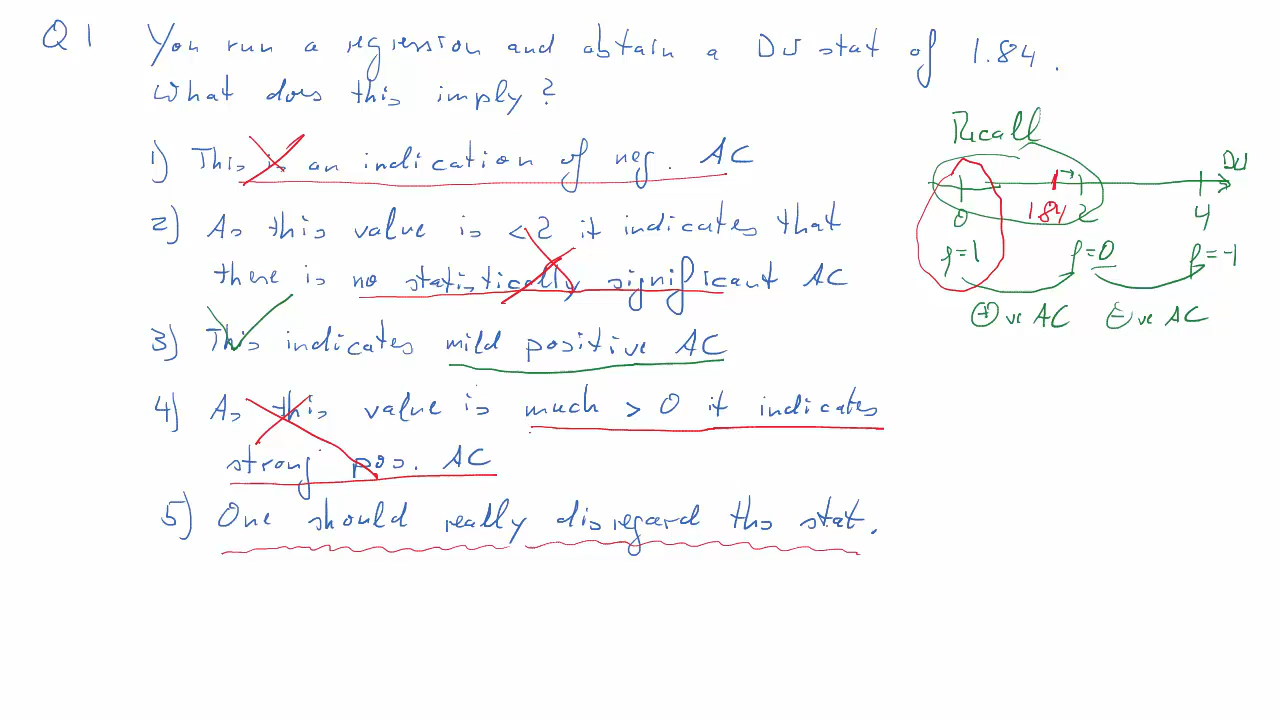 Q1 You run a regression and obtain a DW stat of 1.84.
What does this imply?
1) This is an indication of neg. AC
2) As this value is < 2 it indicates that
there is no statistically significant AC
3) This indicates mild positive AC
4) As this value is much > 0 it indicates
strong pos. AC
5) One should really disregard ths stat.
Recall
DW
0 1.84 2 4
ρ=1 ρ=0 ρ=-1
+ve AC -ve AC